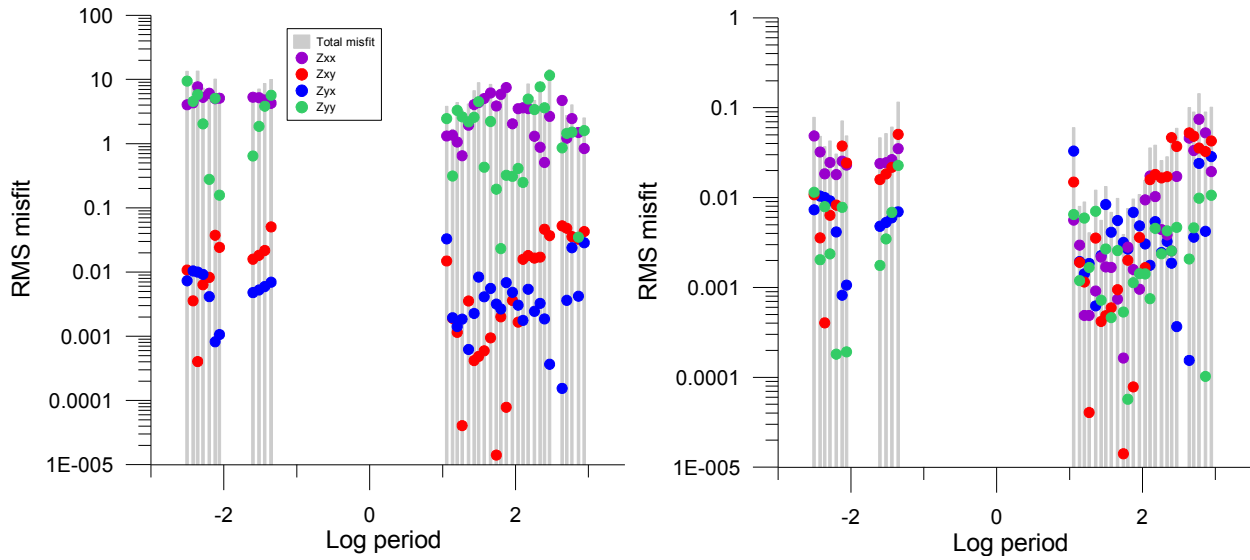 100
10
1
0.1
0.01
0.001
0.0001
1E-005
RMS misfit
-2
0
2
Log period
Total misfit
Zxx
Zxy
Zyx
Zyy
1
0.1
0.01
0.001
0.0001
1E-005
RMS misfit
-2
0
2
Log period